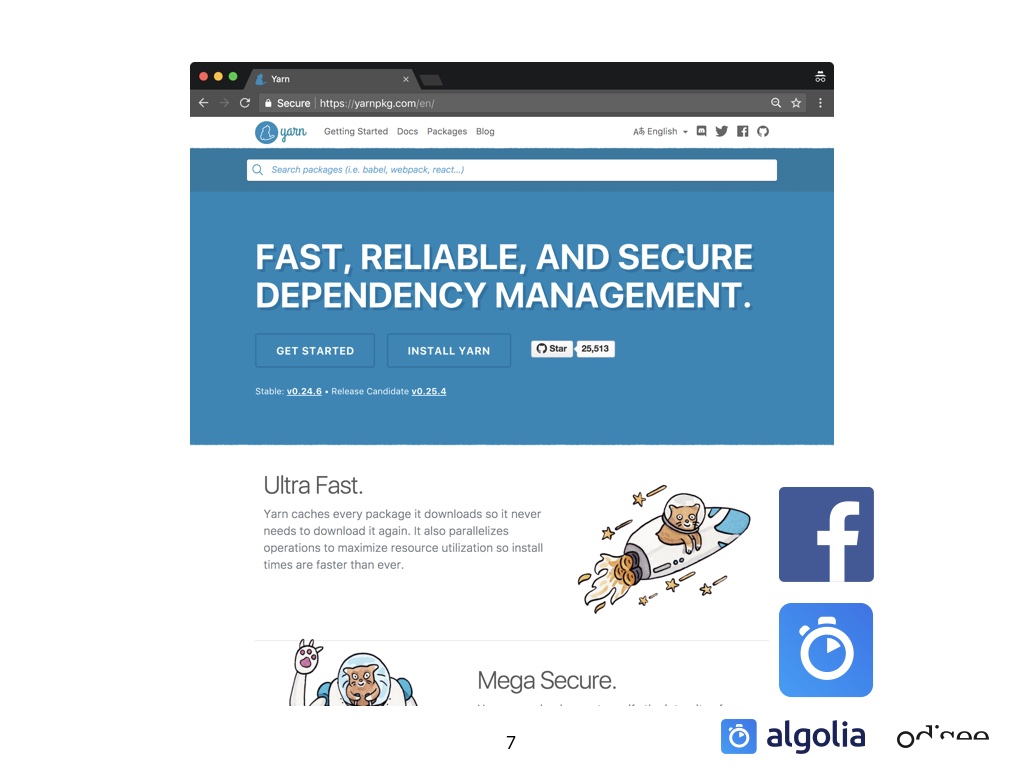 Yarn
Secure https://yarnpkg.com/en/
yarn Getting Started Docs Packages Blog English
Search packages (i.e. babel, webpack, react...)
FAST, RELIABLE, AND SECURE
DEPENDENCY MANAGEMENT.
GET STARTED INSTALL YARN Star 25,513
Stable: v0.24.6 • Release Candidate v0.25.4
Ultra Fast.
Yarn caches every package it downloads so it never
needs to download it again. It also parallelizes
operations to maximize resource utilization so install
times are faster than ever.
Mega Secure.
7
algolia
odisee